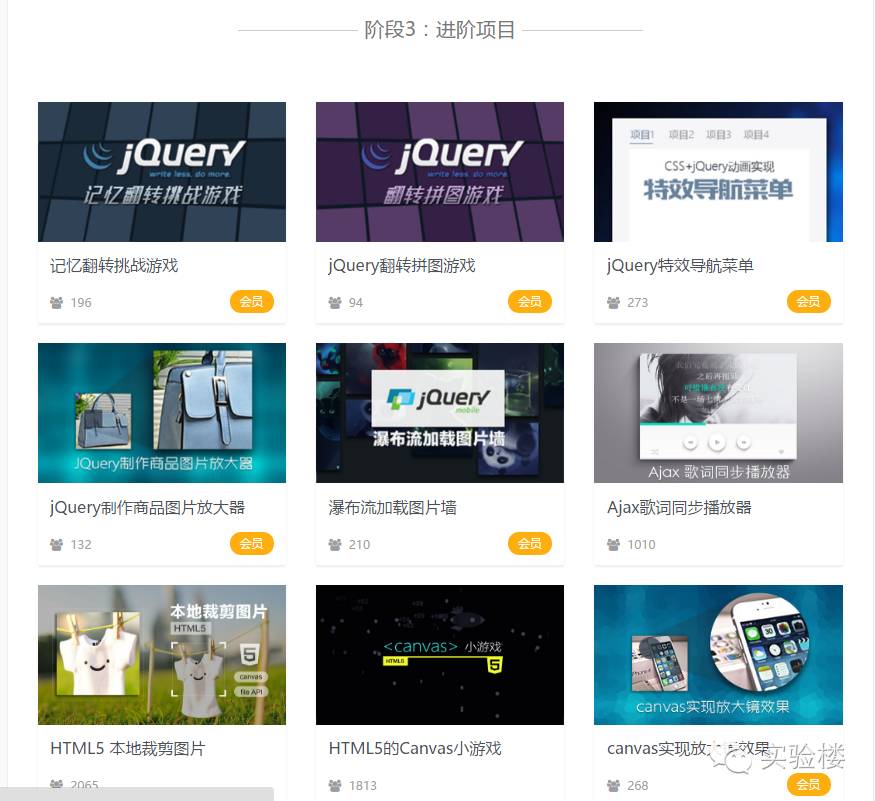 阶段3：进阶项目
jQuery
write less, do more.
记忆翻转挑战游戏
jQuery
write less, do more.
翻转拼图游戏
项目1 项目2 项目3 项目4
CSS+jQuery动画实现
特效导航菜单
记忆翻转挑战游戏
jQuery翻转拼图游戏
jQuery特效导航菜单
196 会员
94 会员
273 会员
JQuery制作商品图片放大器
jQuery
mobile
瀑布流加载图片墙
之后再相见
Ajax 歌词同步播放器
jQuery制作商品图片放大器
瀑布流加载图片墙
Ajax歌词同步播放器
132 会员
210 会员
1010
本地裁剪图片
HTML5
5
canvas
file API
<canvas> 小游戏
HTML5
5
canvas实现放大镜效果
HTML5 本地裁剪图片
HTML5的Canvas小游戏
canvas实现放大镜效果
实验楼
2065
1813
268 会员